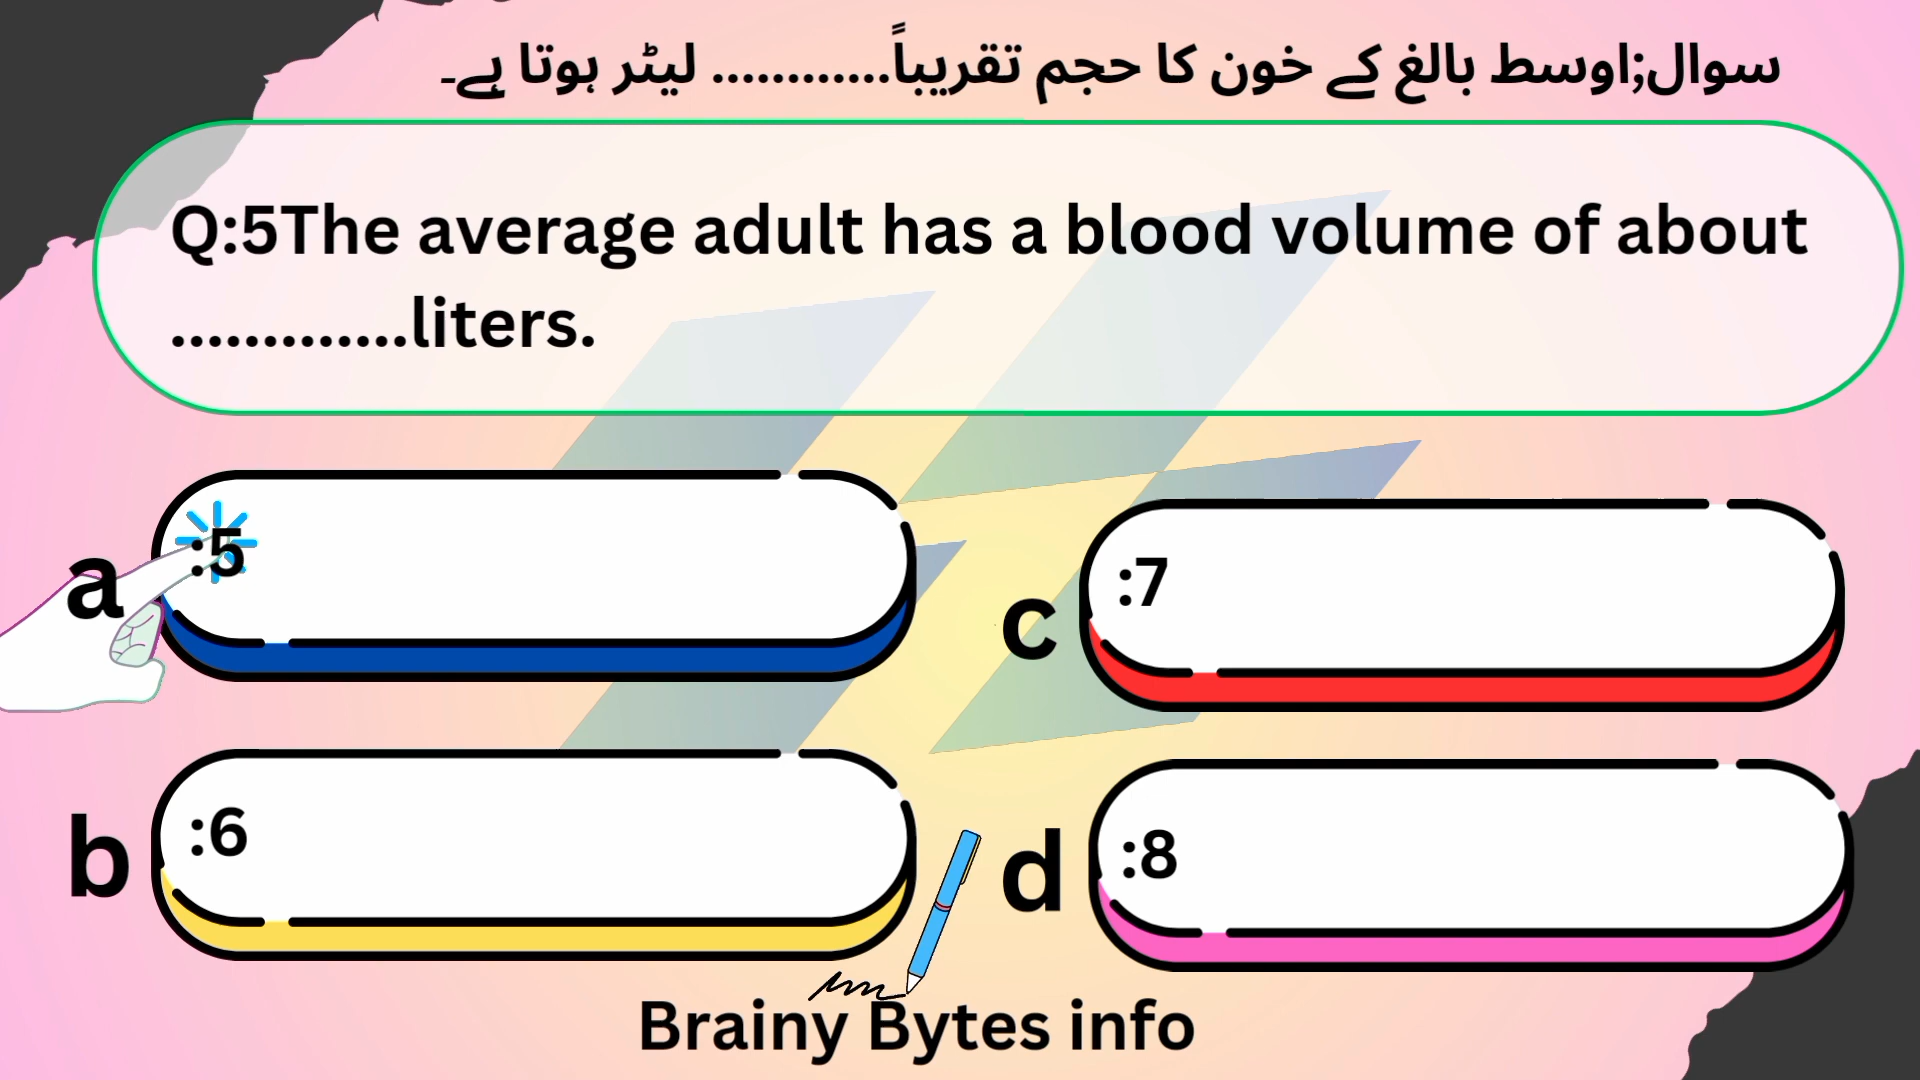 سوال;اوسط بالغ کے خون کا حجم تقریباً............ لیٹر ہوتا ہے۔
Q:5The average adult has a blood volume of about
.............liters.
a :5
c :7
b :6
d :8
Brainy Bytes info